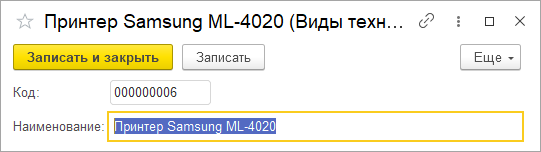 Принтер Samsung ML-4020 (Виды техн...
Записать и закрыть Записать Еще
Код: 000000006
Наименование: Принтер Samsung ML-4020